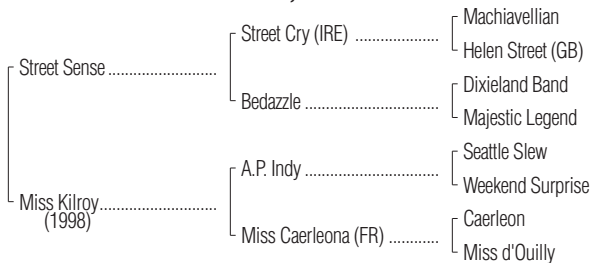 Machiavellian
Street Cry (IRE) ..................
Helen Street (GB)
Street Sense .......................
Dixieland Band
Bedazzle .............................
Majestic Legend
Seattle Slew
A.P. Indy .............................
Weekend Surprise
Miss Kilroy.........................
(1998)
Caerleon
Miss Caerleona (FR) ...........
Miss d'Ouilly